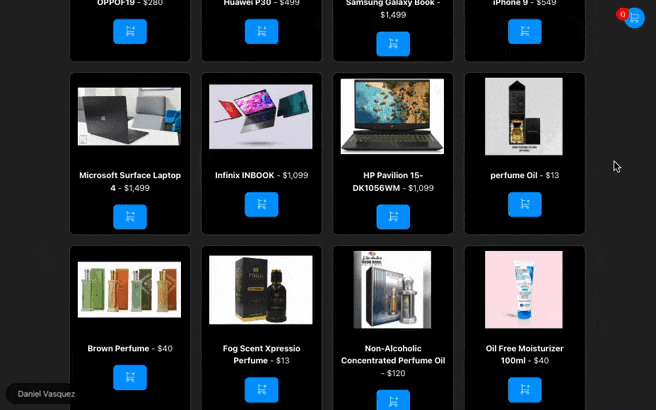 OPPOF19 - $280
Huawei P30 - $499
Samsung Galaxy Book -
$1,499
iPhone 9 - $549
0
Microsoft Surface Laptop
4 - $1,499
Infinix INBOOK - $1,099
HP Pavilion 15-
DK1056WM - $1,099
perfume Oil - $13
Brown Perfume - $40
Fog Scent Xpressio
Perfume - $13
Non-Alcoholic
Concentrated Perfume Oil
- $120
Oil Free Moisturizer
100ml - $40
Daniel Vasquez